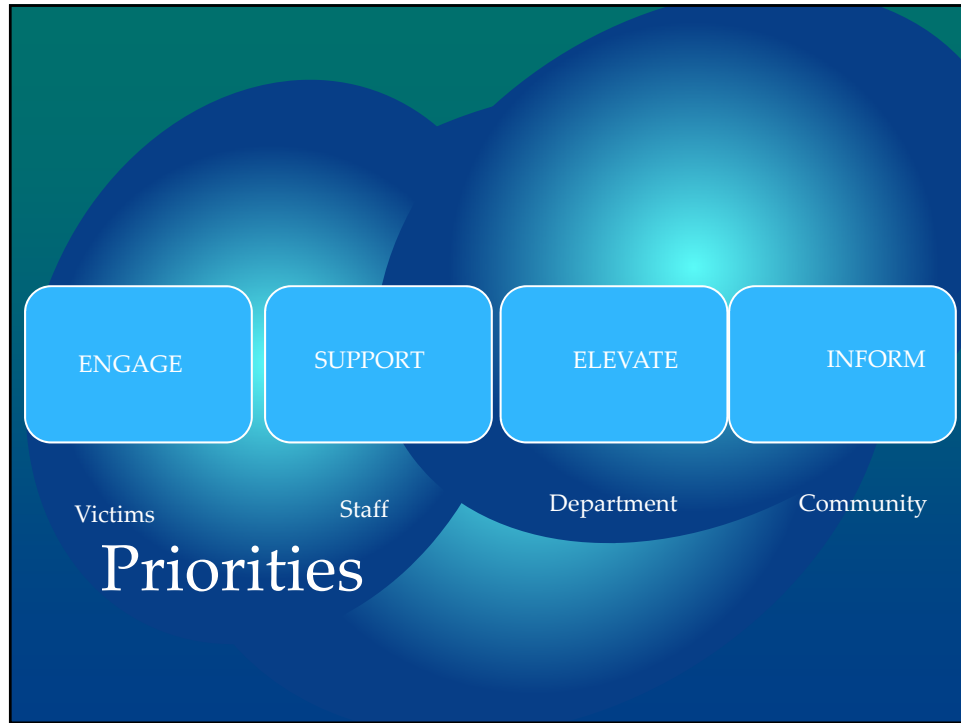 ENGAGE SUPPORT ELEVATE INFORM
Victims Staff Department Community
Priorities